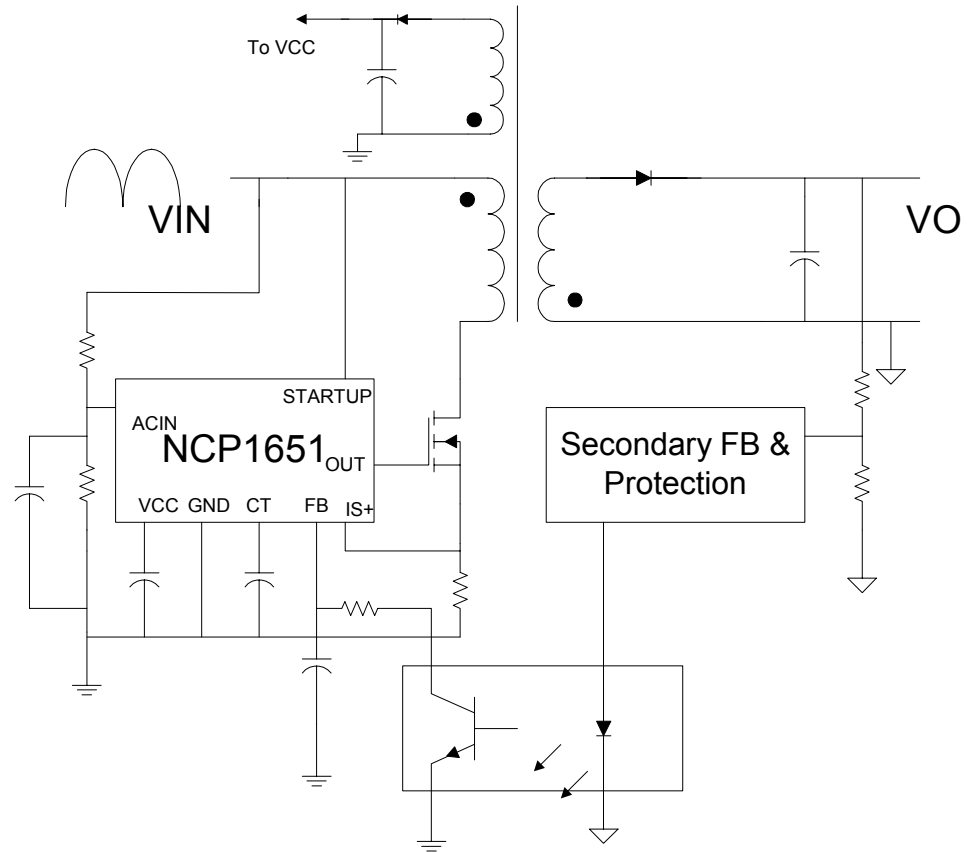 To VCC
VIN
VO
STARTUP
ACIN
NCP1651
OUT
VCC GND CT FB IS+
Secondary FB &
Protection